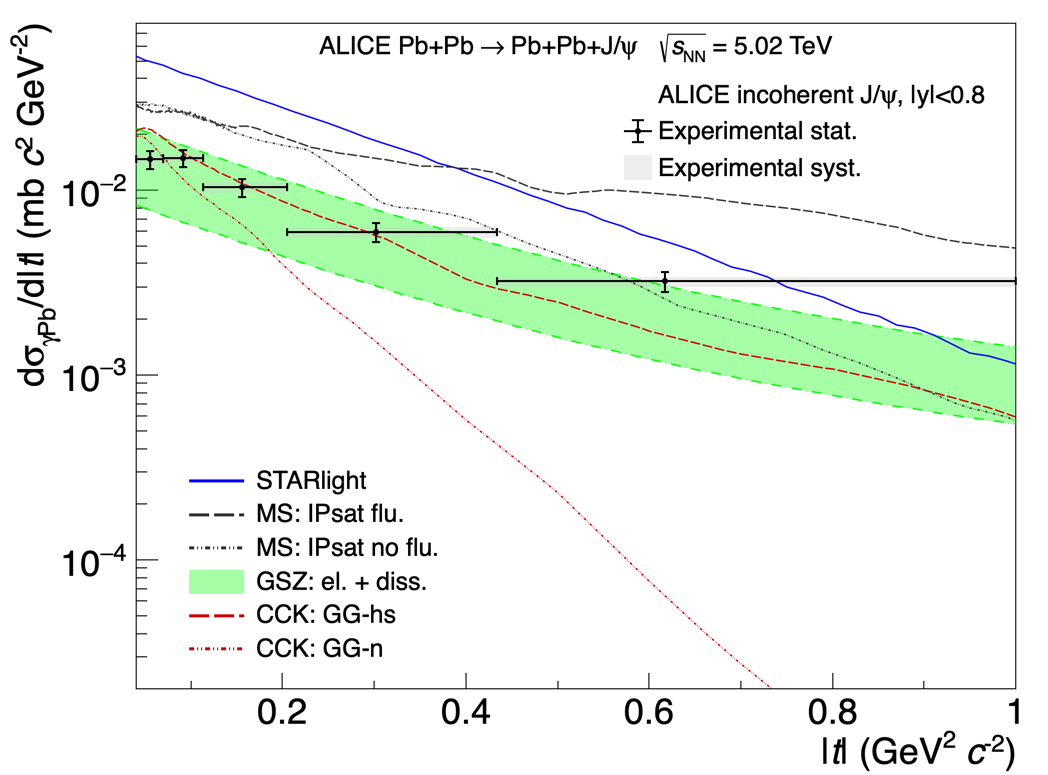 ALICE Pb+Pb → Pb+Pb+J/ψ √sNN = 5.02 TeV
ALICE incoherent J/ψ, |y|<0.8
Experimental stat.
Experimental syst.
dσγPb/d|t| (mb c² GeV⁻²)
10⁻²
10⁻³
10⁻⁴
STARlight
MS: IPsat flu.
MS: IPsat no flu.
GSZ: el. + diss.
CCK: GG-hs
CCK: GG-n
0.2 0.4 0.6 0.8 1
|t| (GeV² c⁻²)